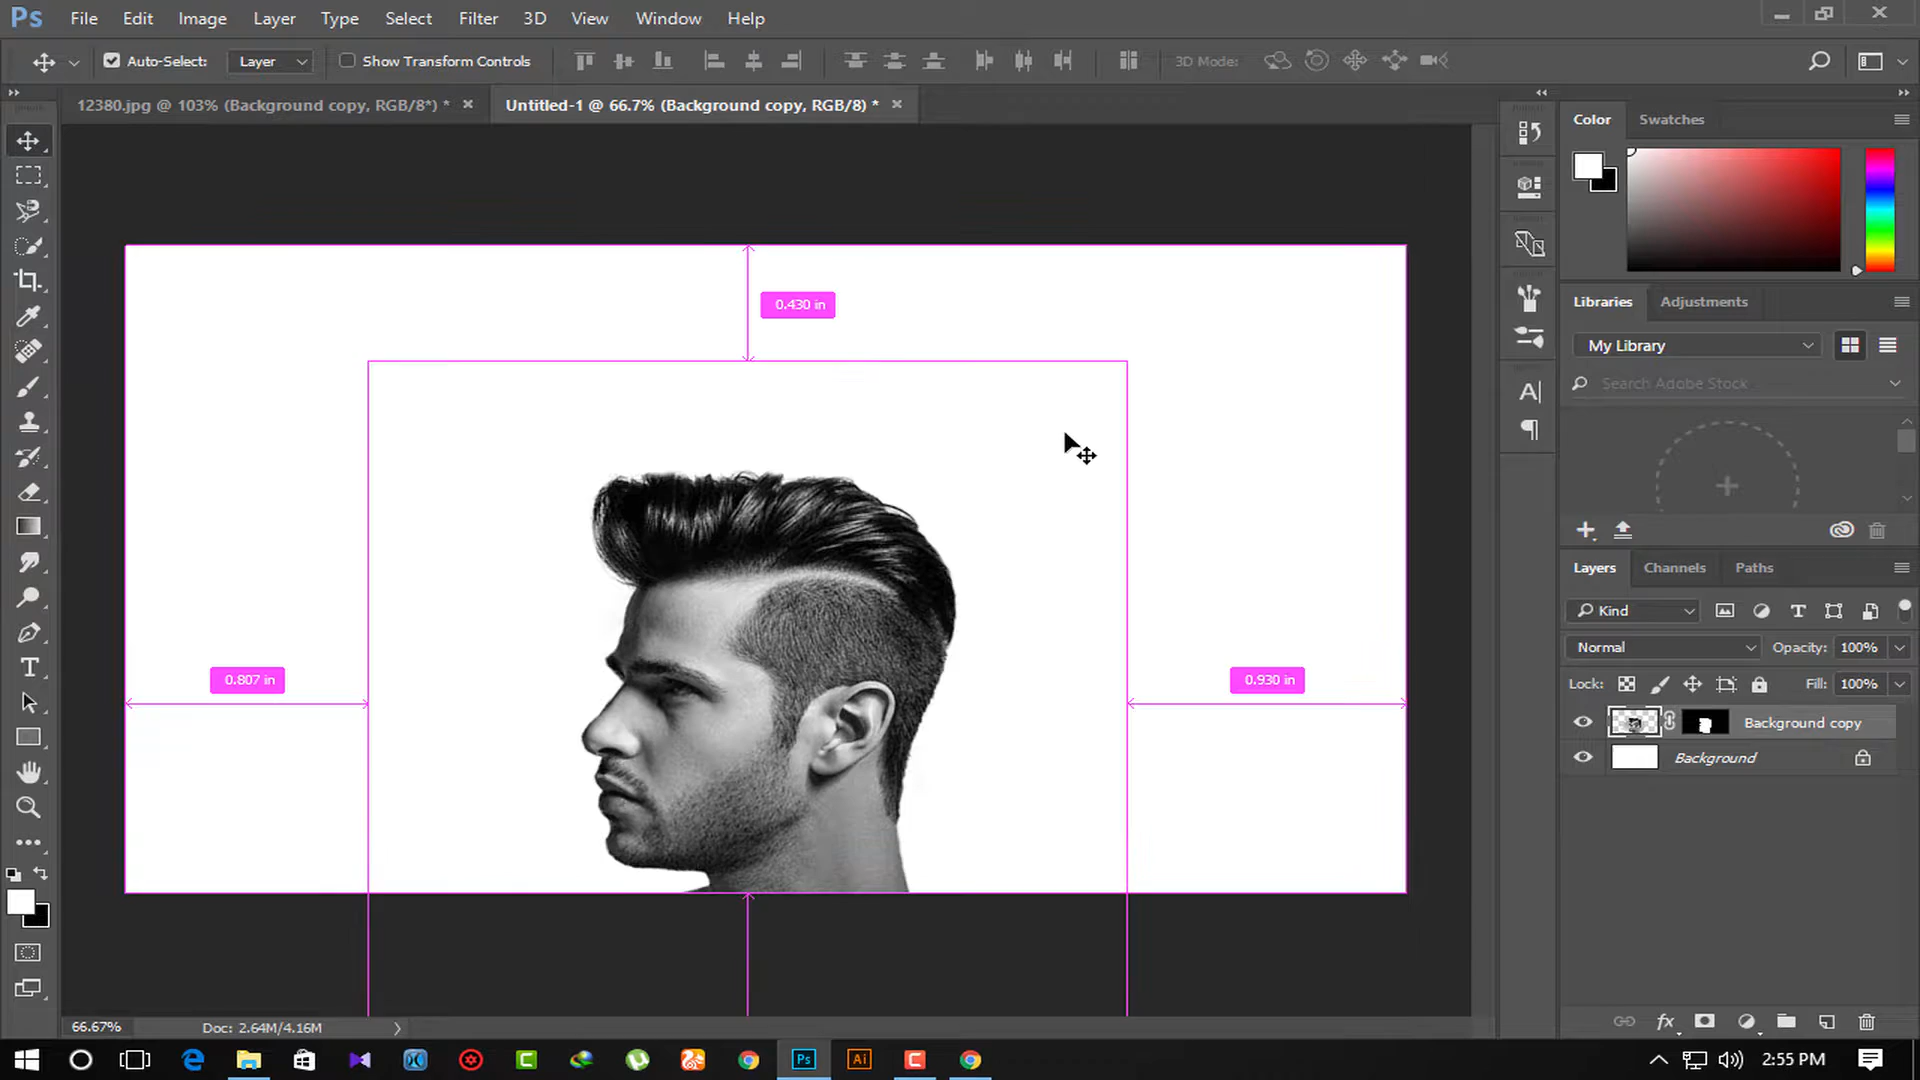 Ps File Edit Image Layer Type Select Filter 3D View Window Help
Auto-Select: Layer Show Transform Controls 3D Mode:
12380.jpg @ 103% (Background copy, RGB/8*) * Untitled-1 @ 66.7% (Background copy, RGB/8) *
Color Swatches
0.430 in
Libraries Adjustments
My Library
Search Adobe Stock
Layers Channels Paths
Kind
Normal Opacity: 100%
0.807 in
0.930 in
Lock: Fill: 100%
Background copy
Background
66.67% Doc: 2.64M/4.16M
2:55 PM